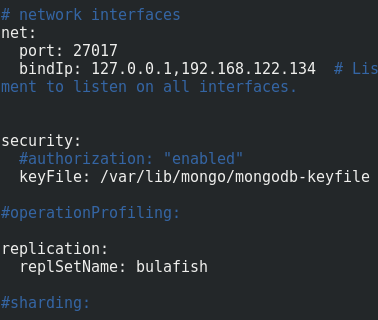 # network interfaces
net:
  port: 27017
  bindIp: 127.0.0.1,192.168.122.134  # Lis
ment to listen on all interfaces.
security:
  #authorization: "enabled"
  keyFile: /var/lib/mongo/mongodb-keyfile
#operationProfiling:
replication:
  replSetName: bulafish
#sharding: